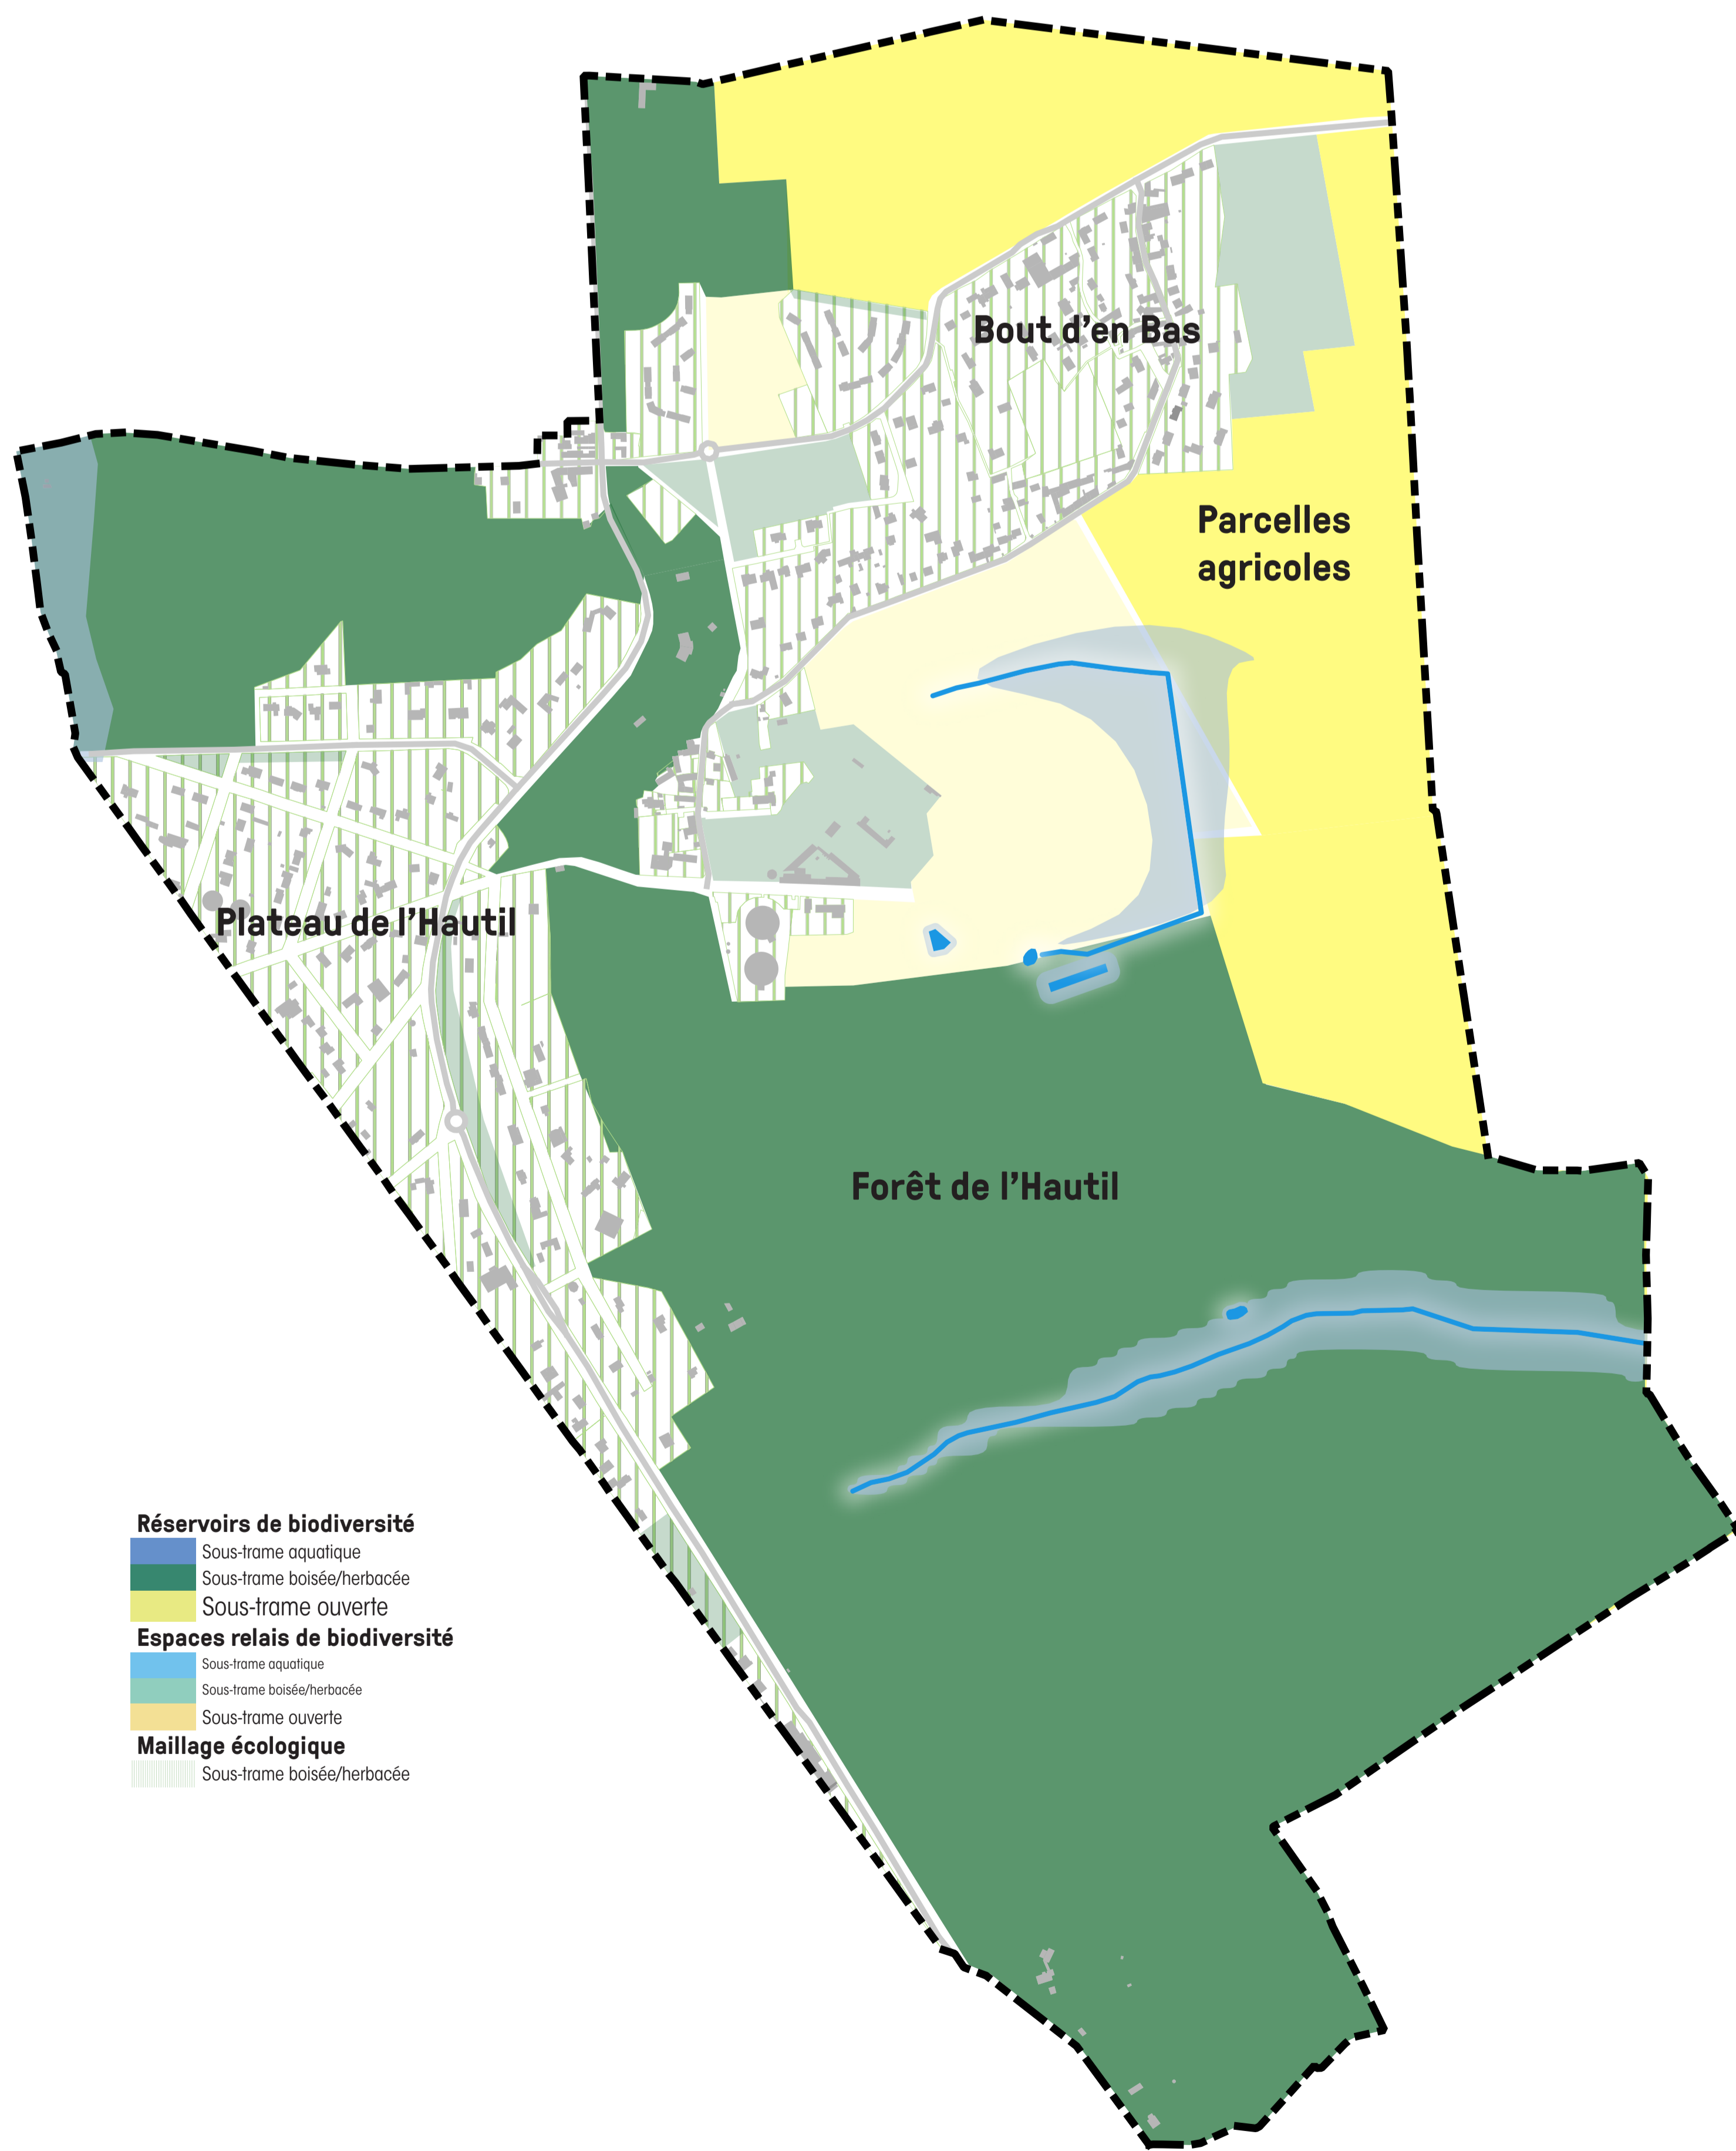 Bout d'en Bas
Parcelles
agricoles
Plateau de l'Hautil
Forêt de l'Hautil
Réservoirs de biodiversité
Sous-trame aquatique
Sous-trame boisée/herbacée
Sous-trame ouverte
Espaces relais de biodiversité
Sous-trame aquatique
Sous-trame boisée/herbacée
Sous-trame ouverte
Maillage écologique
Sous-trame boisée/herbacée